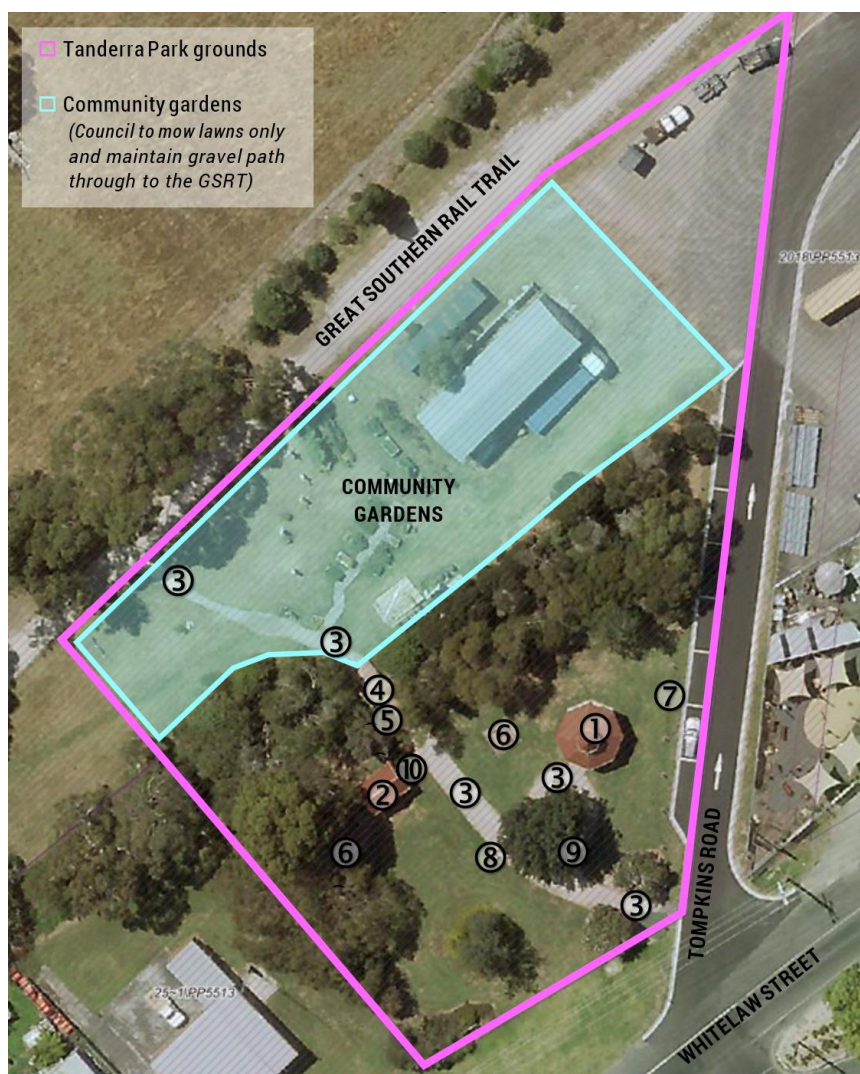 Tanderra Park grounds
Community gardens
(Council to mow lawns only
and maintain gravel path
through to the GSRT)
GREAT SOUTHERN RAIL TRAIL
2018\PP5513
COMMUNITY
GARDENS
③
③
④
⑤
⑦
①
⑥
⑩
③
②
③
⑥
⑧
⑨
③
TOMPKINS ROAD
25~1\PP5513
WHITELAW STREET